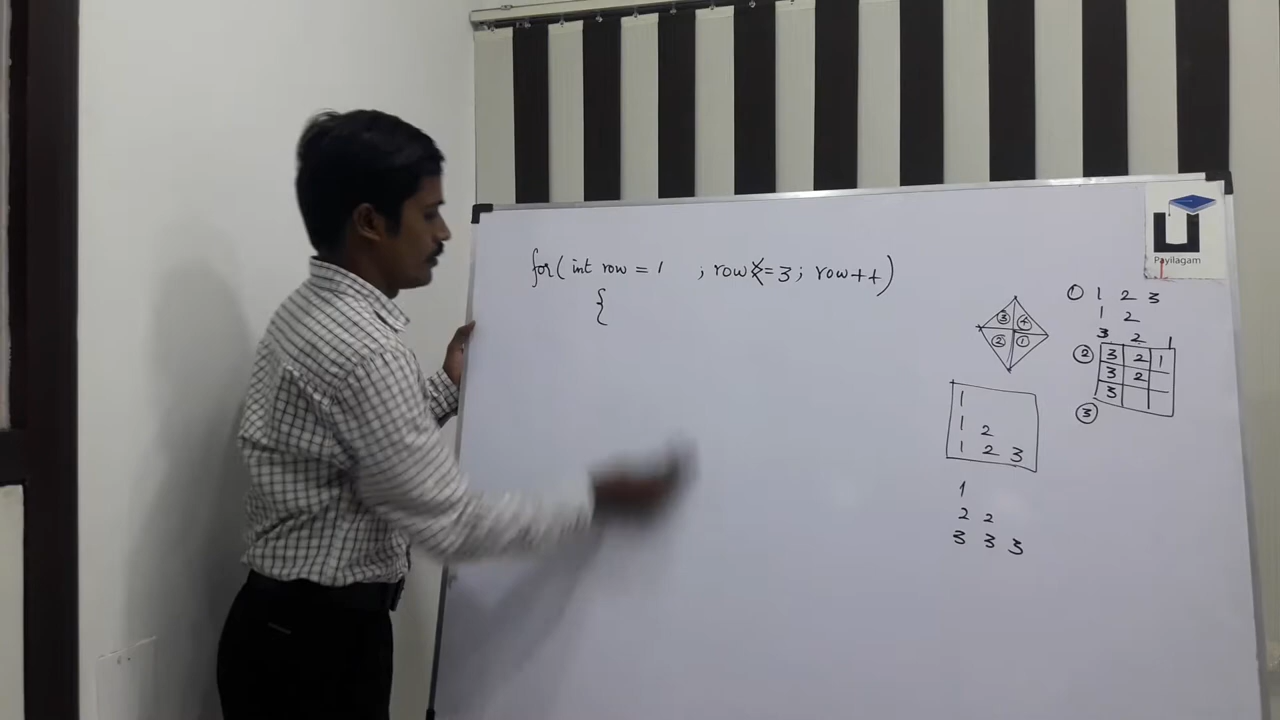 for( int row = 1 ; row <= 3 ; row++)
{
Payilagam
① 1 2 3
1 2
3 2 1
② 3 2 1
3 2
3
③
③ ④
② ①
1
1 2
1 2 3
1
2 2
3 3 3